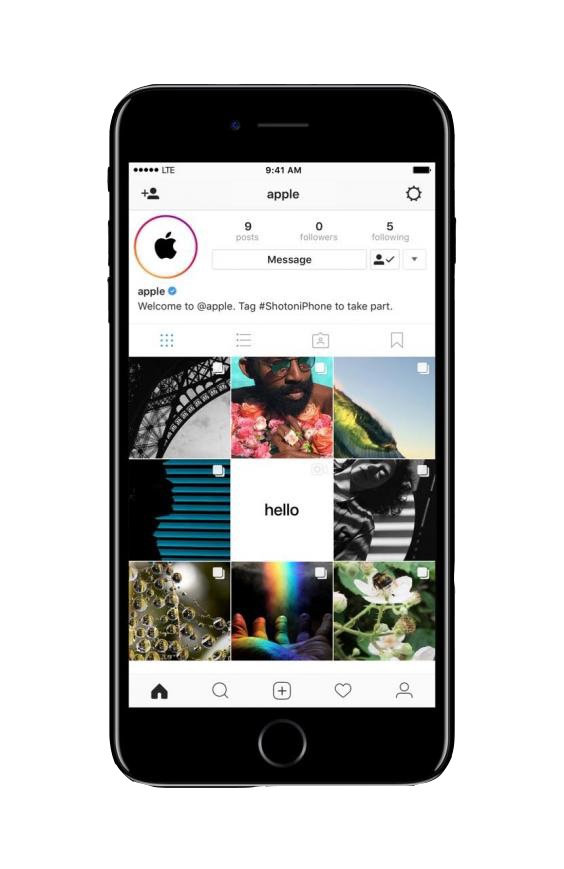 LTE 9:41 AM
apple
9 0 5
posts followers following
Message
apple
Welcome to @apple. Tag #ShotoniPhone to take part.
hello